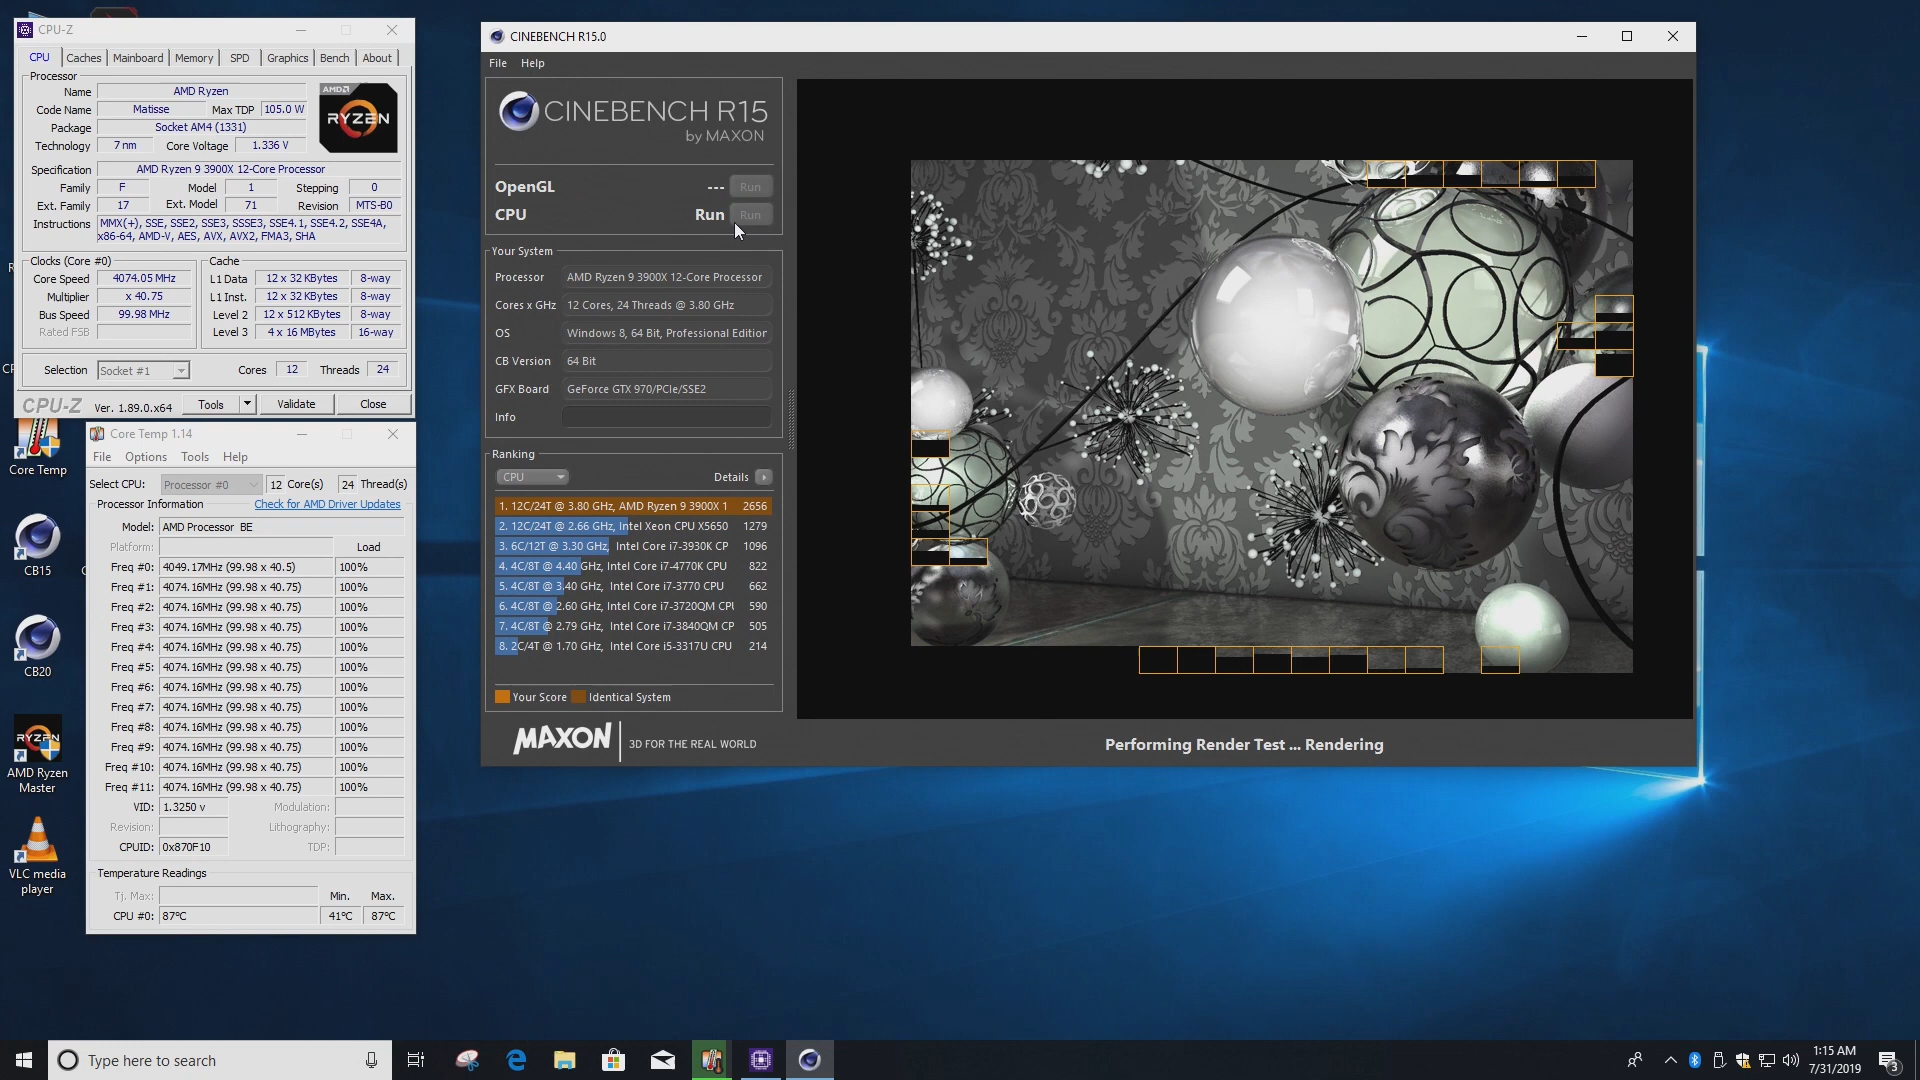 CPU-Z
CPU Caches Mainboard Memory SPD Graphics Bench About
Processor
Name AMD Ryzen
Code Name Matisse Max TDP 105.0 W
Package Socket AM4 (1331)
Technology 7 nm Core Voltage 1.336 V
AMD
RYZEN
Specification AMD Ryzen 9 3900X 12-Core Processor
Family F Model 1 Stepping 0
Ext. Family 17 Ext. Model 71 Revision MTS-B0
Instructions MMX(+), SSE, SSE2, SSE3, SSSE3, SSE4.1, SSE4.2, SSE4A,
x86-64, AMD-V, AES, AVX, AVX2, FMA3, SHA
Clocks (Core #0)
Core Speed 4074.05 MHz
Multiplier x 40.75
Bus Speed 99.98 MHz
Rated FSB
Cache
L1 Data 12 x 32 KBytes 8-way
L1 Inst. 12 x 32 KBytes 8-way
Level 2 12 x 512 KBytes 8-way
Level 3 4 x 16 MBytes 16-way
Selection Socket #1 Cores 12 Threads 24
CPU-Z Ver. 1.89.0.x64 Tools Validate Close
Core Temp 1.14
File Options Tools Help
Select CPU: Processor #0 12 Core(s) 24 Thread(s)
Processor Information Check for AMD Driver Updates
Model: AMD Processor BE
Platform: Load
Freq #0: 4049.17MHz (99.98 x 40.5) 100%
Freq #1: 4074.16MHz (99.98 x 40.75) 100%
Freq #2: 4074.16MHz (99.98 x 40.75) 100%
Freq #3: 4074.16MHz (99.98 x 40.75) 100%
Freq #4: 4074.16MHz (99.98 x 40.75) 100%
Freq #5: 4074.16MHz (99.98 x 40.75) 100%
Freq #6: 4074.16MHz (99.98 x 40.75) 100%
Freq #7: 4074.16MHz (99.98 x 40.75) 100%
Freq #8: 4074.16MHz (99.98 x 40.75) 100%
Freq #9: 4074.16MHz (99.98 x 40.75) 100%
Freq #10: 4074.16MHz (99.98 x 40.75) 100%
Freq #11: 4074.16MHz (99.98 x 40.75) 100%
VID: 1.3250 v Modulation:
Revision: Lithography:
CPUID: 0x870F10 TDP:
Temperature Readings
Tj. Max: Min. Max.
CPU #0: 87°C 41°C 87°C
Core Temp
CB15
CB20
RYZEN
AMD Ryzen
Master
VLC media
player
CINEBENCH R15.0
File Help
CINEBENCH R15
by MAXON
OpenGL --- Run
CPU Run Run
Your System
Processor AMD Ryzen 9 3900X 12-Core Processor
Cores x GHz 12 Cores, 24 Threads @ 3.80 GHz
OS Windows 8, 64 Bit, Professional Edition
CB Version 64 Bit
GFX Board GeForce GTX 970/PCIe/SSE2
Info
Ranking
CPU Details
1. 12C/24T @ 3.80 GHz, AMD Ryzen 9 3900X 1 2656
2. 12C/24T @ 2.66 GHz, Intel Xeon CPU X5650 1279
3. 6C/12T @ 3.30 GHz, Intel Core i7-3930K CP 1096
4. 4C/8T @ 4.40 GHz, Intel Core i7-4770K CPU 822
5. 4C/8T @ 3.40 GHz, Intel Core i7-3770 CPU 662
6. 4C/8T @ 2.60 GHz, Intel Core i7-3720QM CPU 590
7. 4C/8T @ 2.79 GHz, Intel Core i7-3840QM CP 505
8. 2C/4T @ 1.70 GHz, Intel Core i5-3317U CPU 214
Your Score Identical System
MAXON 3D FOR THE REAL WORLD
Performing Render Test ... Rendering
Type here to search
1:15 AM
7/31/2019
3